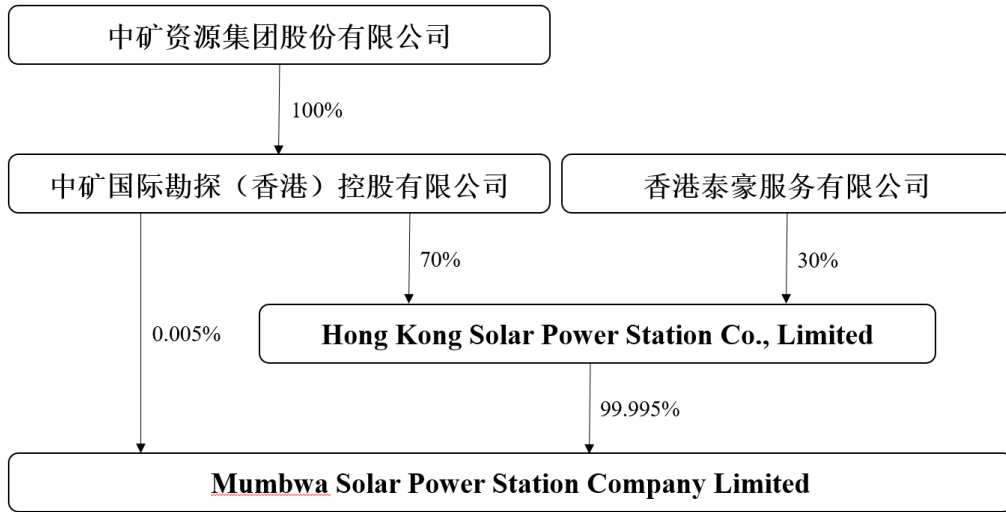 中矿资源集团股份有限公司
100%
中矿国际勘探（香港）控股有限公司
香港泰豪服务有限公司
70%
30%
0.005%
Hong Kong Solar Power Station Co., Limited
99.995%
Mumbwa Solar Power Station Company Limited